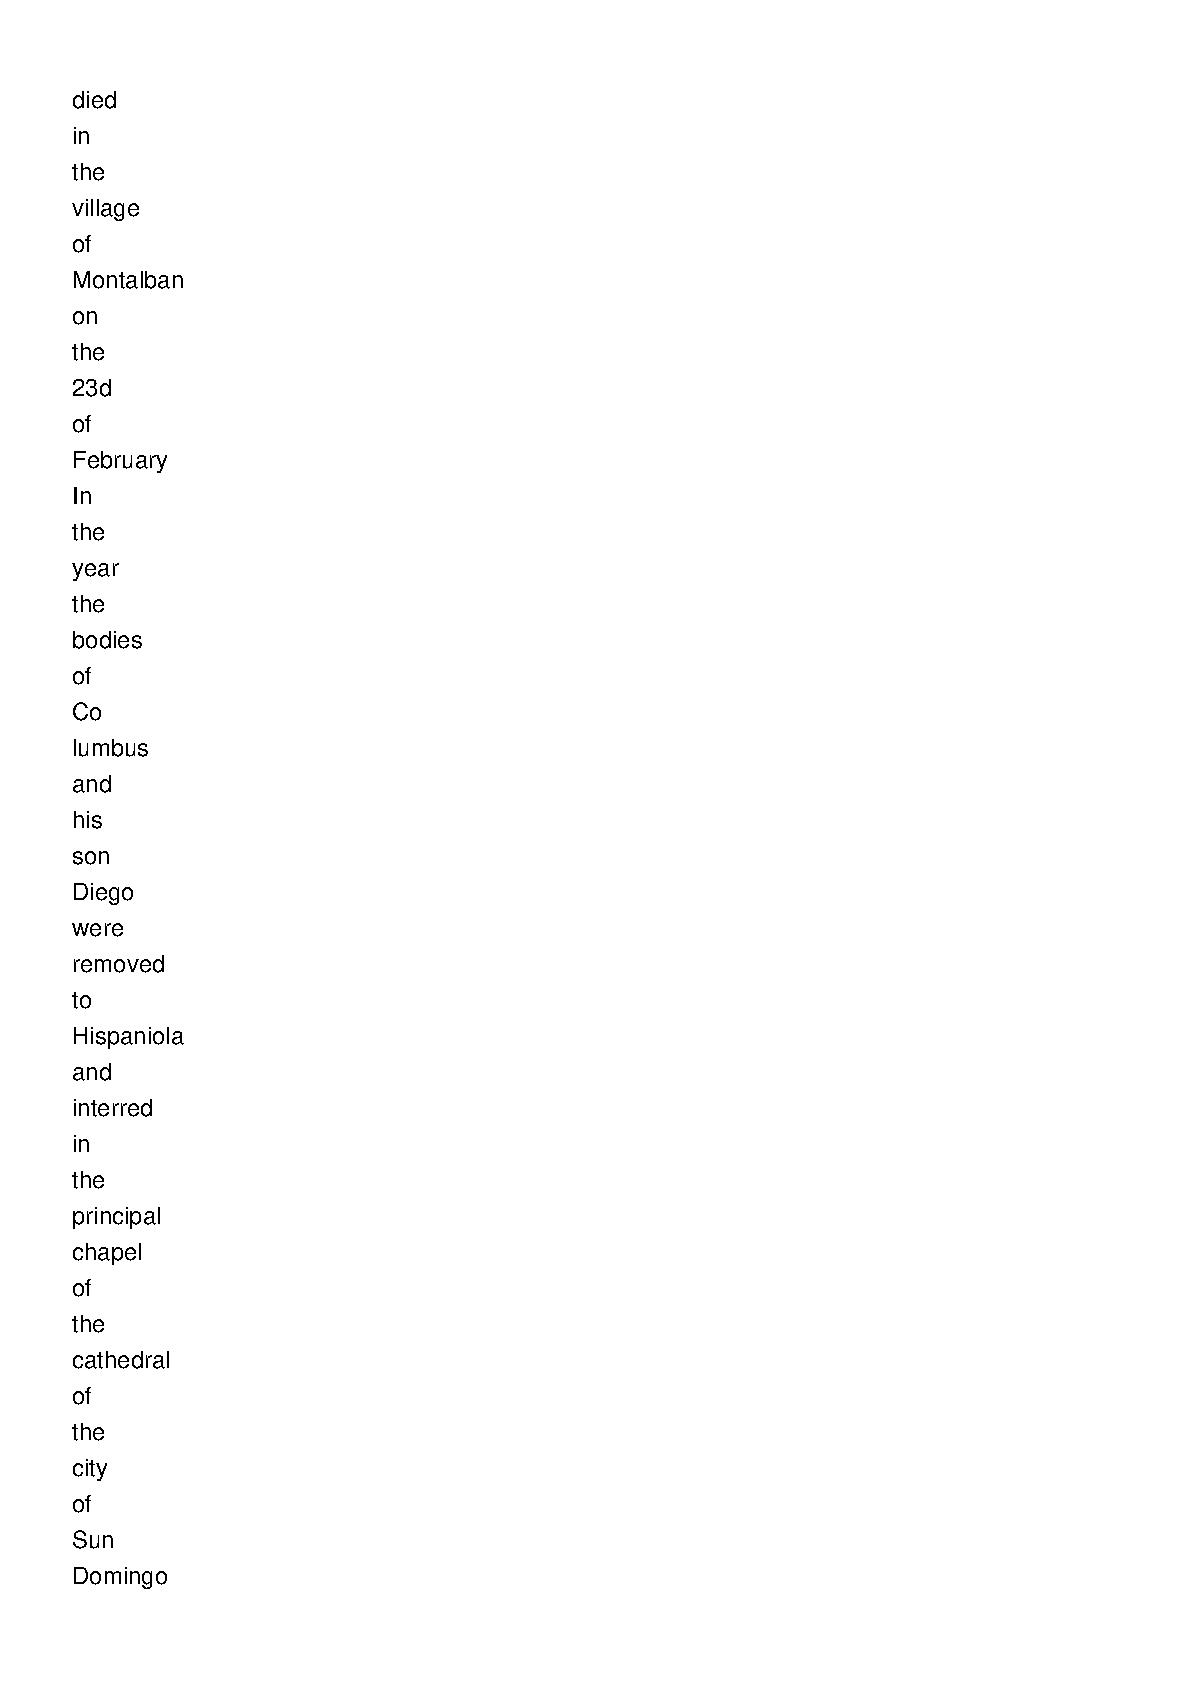 died
in
the
village
of
Montalban
on
the
23d
of
February
In
the
year
the
bodies
of
Co
lumbus
and
his
son
Diego
were
removed
to
Hispaniola
and
interred
in
the
principal
chapel
of
the
cathedral
of
the
city
of
Sun
Domingo